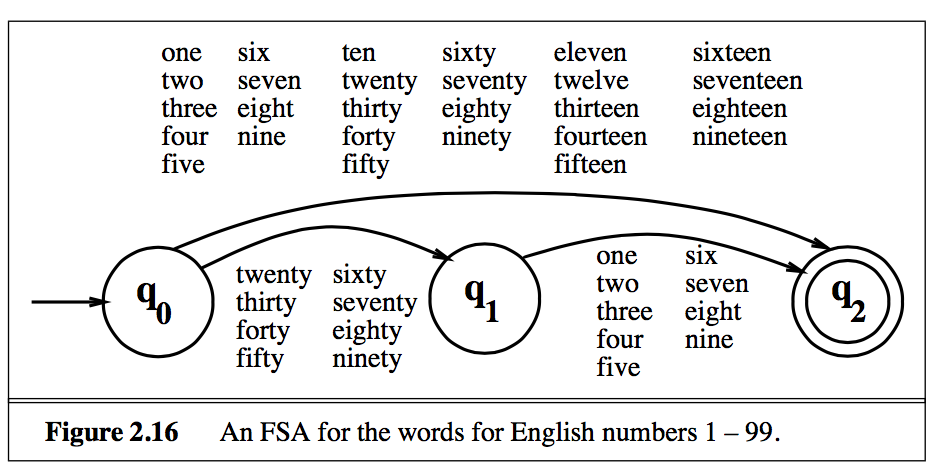 one six ten sixty eleven sixteen
two seven twenty seventy twelve seventeen
three eight thirty eighty thirteen eighteen
four nine forty ninety fourteen nineteen
five fifty fifteen
q0
twenty sixty
thirty seventy
forty eighty
fifty ninety
q1
one six
two seven
three eight
four nine
five
q2
Figure 2.16 An FSA for the words for English numbers 1 – 99.